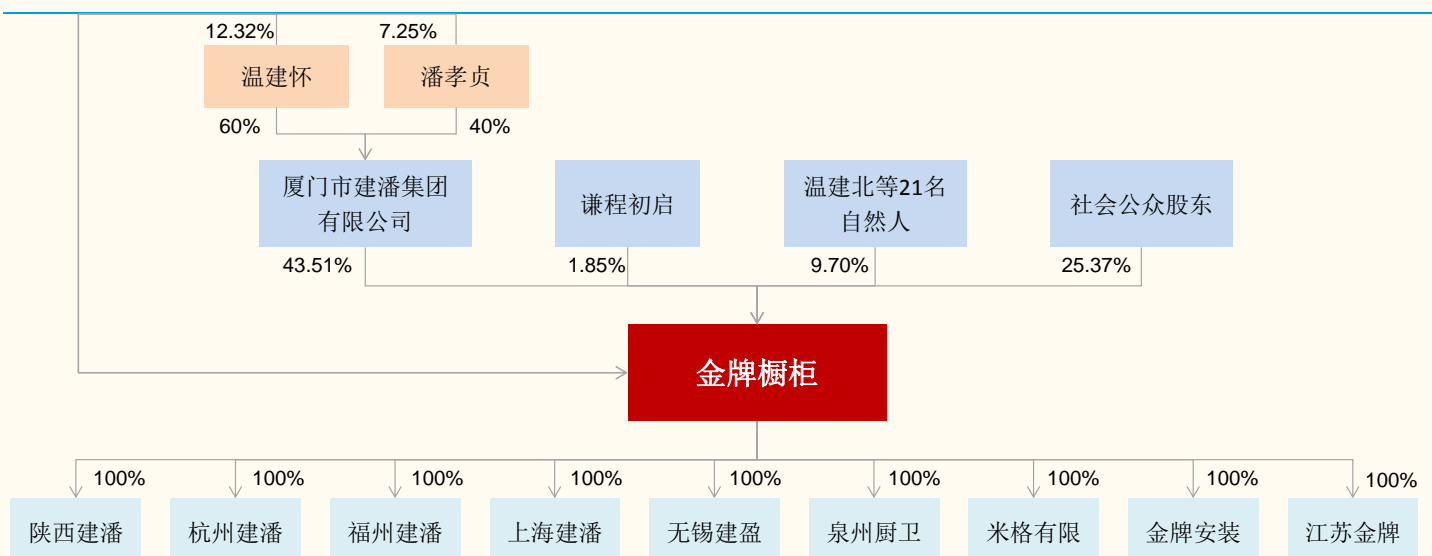 12.32%
7.25%
温建怀
潘孝贞
60%
40%
厦门市建潘集团
有限公司
谦程初启
温建北等21名
自然人
社会公众股东
43.51%
1.85%
9.70%
25.37%
金牌橱柜
100%
100%
100%
100%
100%
100%
100%
100%
100%
陕西建潘
杭州建潘
福州建潘
上海建潘
无锡建盈
泉州厨卫
米格有限
金牌安装
江苏金牌